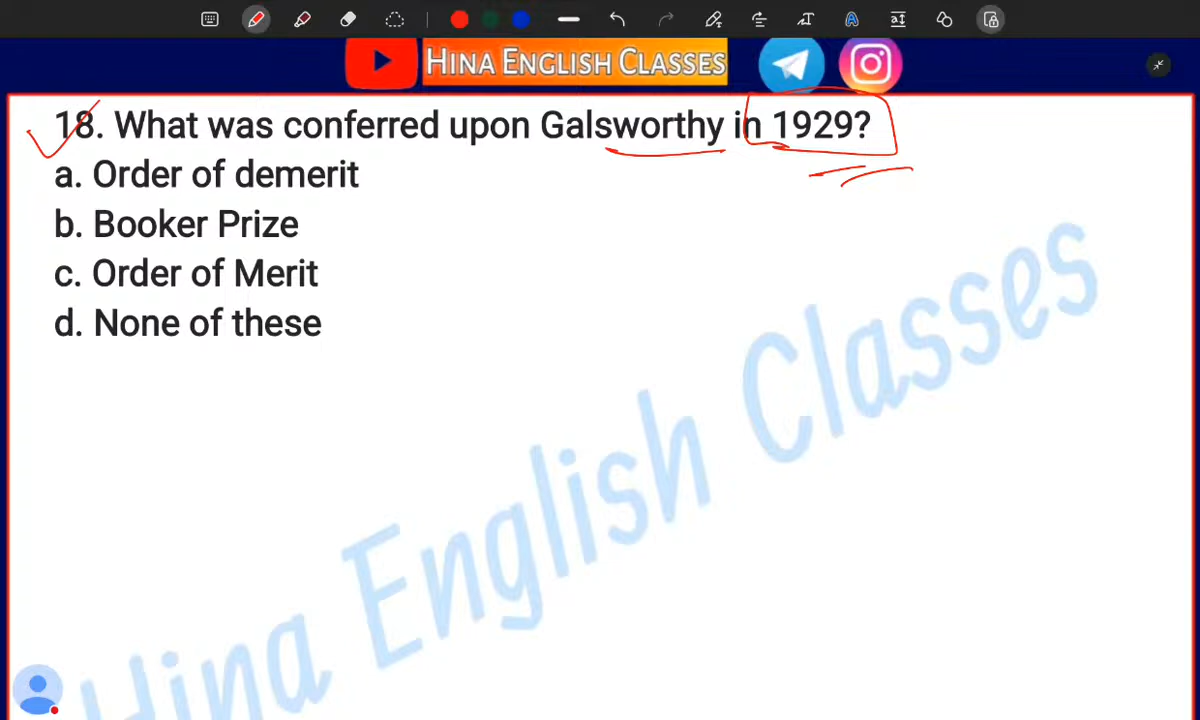 HINA ENGLISH CLASSES
18. What was conferred upon Galsworthy in 1929?
a. Order of demerit
b. Booker Prize
c. Order of Merit
d. None of these
Hina English Classes